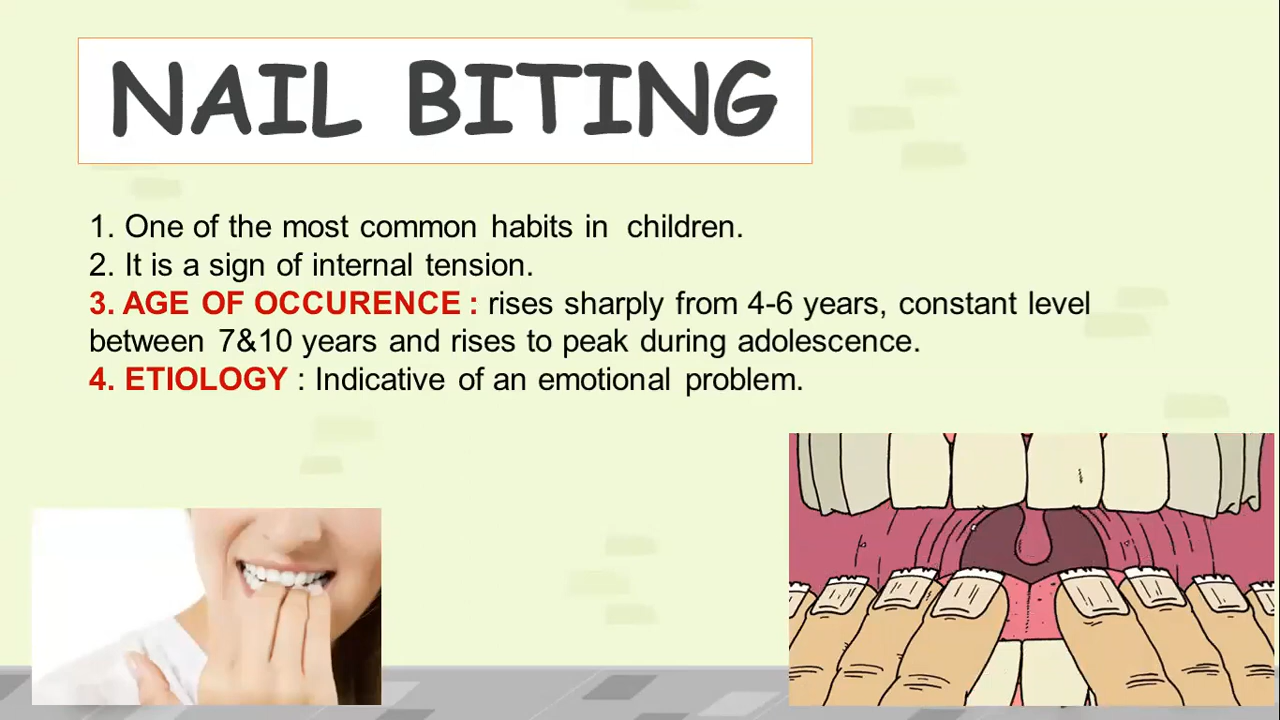 NAIL BITING
1. One of the most common habits in children.
2. It is a sign of internal tension.
3. AGE OF OCCURENCE : rises sharply from 4-6 years, constant level
between 7&10 years and rises to peak during adolescence.
4. ETIOLOGY : Indicative of an emotional problem.